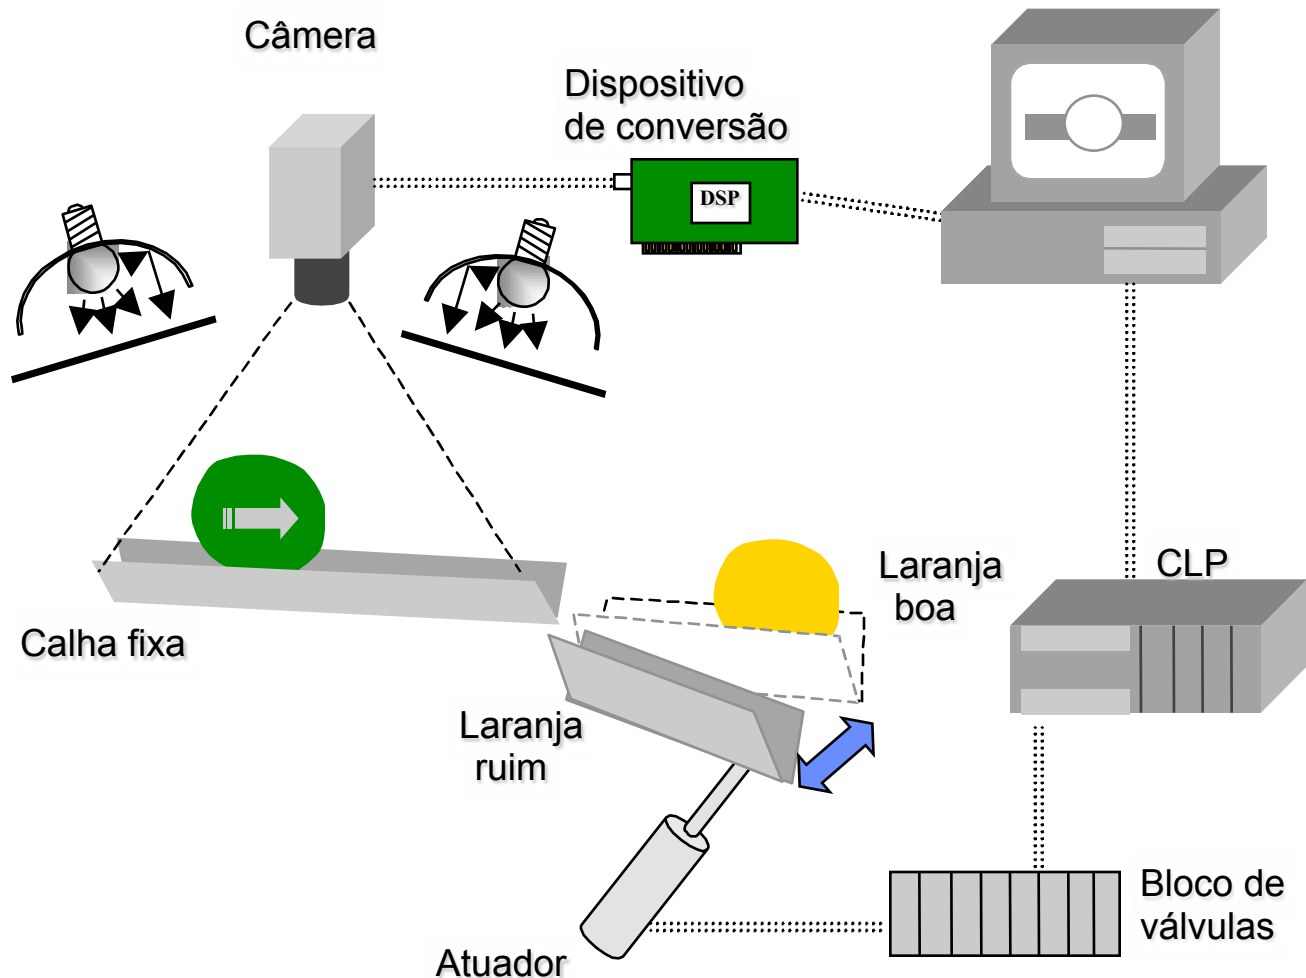 Câmera
Dispositivo
de conversão
DSP
Laranja
boa
CLP
Calha fixa
Laranja
ruim
Bloco de
válvulas
Atuador